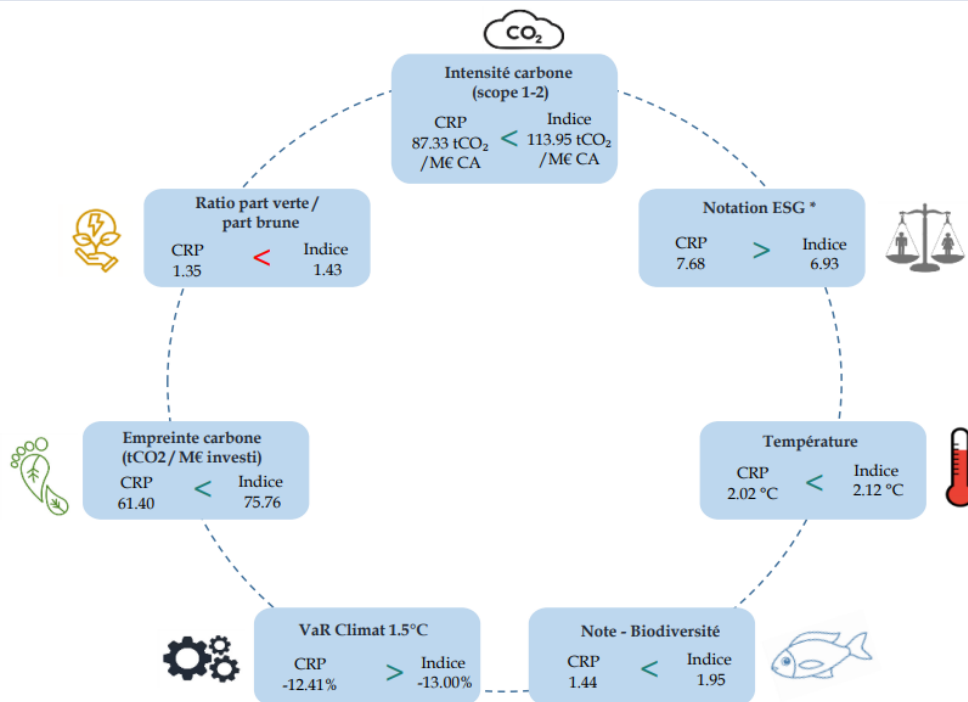 CO₂
Intensité carbone
(scope 1-2)
CRP
87.33 tCO₂
/M€ CA
<
Indice
113.95 tCO₂
/M€ CA
Ratio part verte /
part brune
CRP
1.35
<
Indice
1.43
Notation ESG *
CRP
7.68
>
Indice
6.93
Empreinte carbone
(tCO2 / M€ investi)
CRP
61.40
<
Indice
75.76
Température
CRP
2.02 °C
<
Indice
2.12 °C
VaR Climat 1.5°C
CRP
-12.41%
>
Indice
-13.00%
Note - Biodiversité
CRP
1.44
<
Indice
1.95